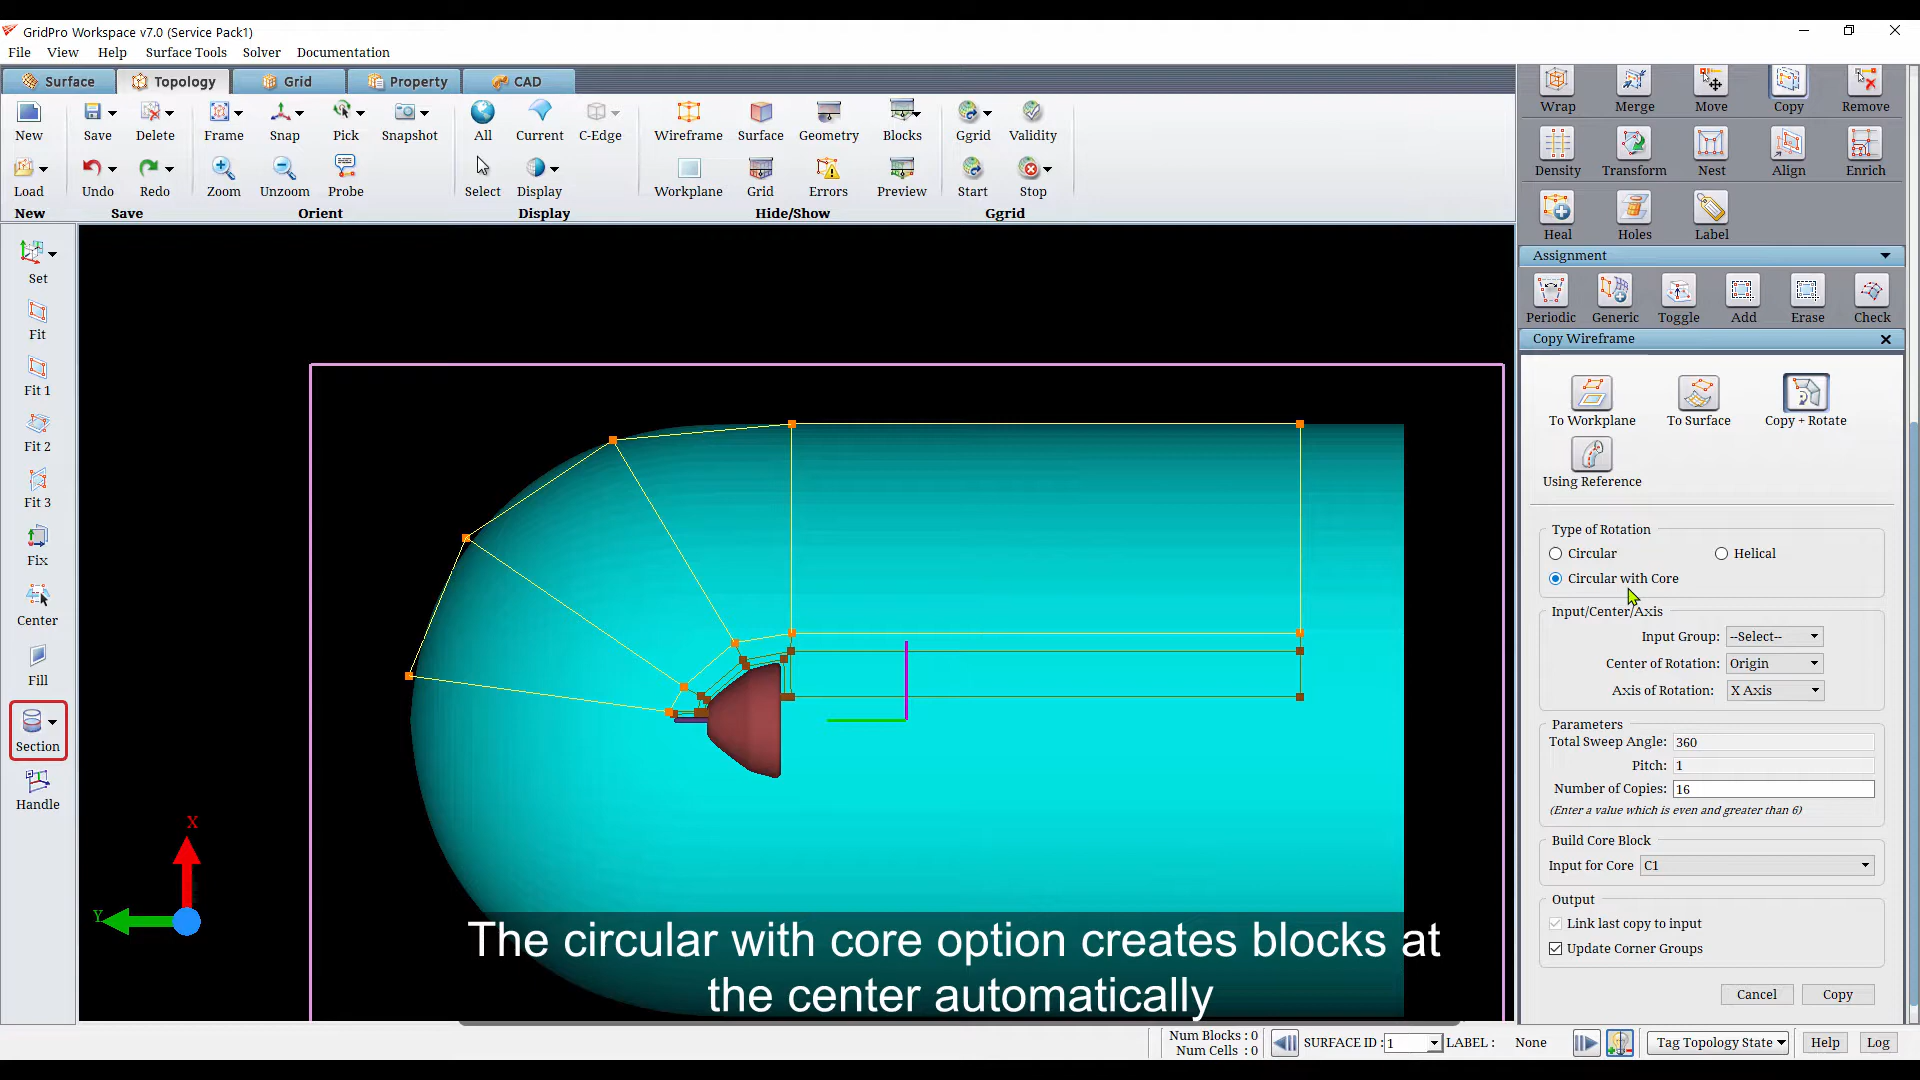 GridPro Workspace v7.0 (Service Pack1)
File View Help Surface Tools Solver Documentation
Surface Topology Grid Property CAD
New Save Delete Frame Snap Pick Snapshot All Current C-Edge Wireframe Surface Geometry Blocks Ggrid Validity
Load Undo Redo Zoom Unzoom Probe Select Display Workplane Grid Errors Preview Start Stop
New Save Orient Display Hide/Show Ggrid
Wrap Merge Move Copy Remove
Density Transform Nest Align Enrich
Heal Holes Label
Assignment
Periodic Generic Toggle Add Erase Check
Copy Wireframe
To Workplane To Surface Copy + Rotate
Using Reference
Type of Rotation
Circular Helical
Circular with Core
Input/Center/Axis
Input Group: --Select--
Center of Rotation: Origin
Axis of Rotation: X Axis
Parameters
Total Sweep Angle: 360
Pitch: 1
Number of Copies: 16
(Enter a value which is even and greater than 6)
Build Core Block
Input for Core C1
Output
Link last copy to input
Update Corner Groups
Cancel Copy
Set
Fit
Fit 1
Fit 2
Fit 3
Fix
Center
Fill
Section
Handle
X
Y
The circular with core option creates blocks at
the center automatically
Num Blocks : 0
Num Cells : 0
SURFACE ID: 1 LABEL : None Tag Topology State Help Log